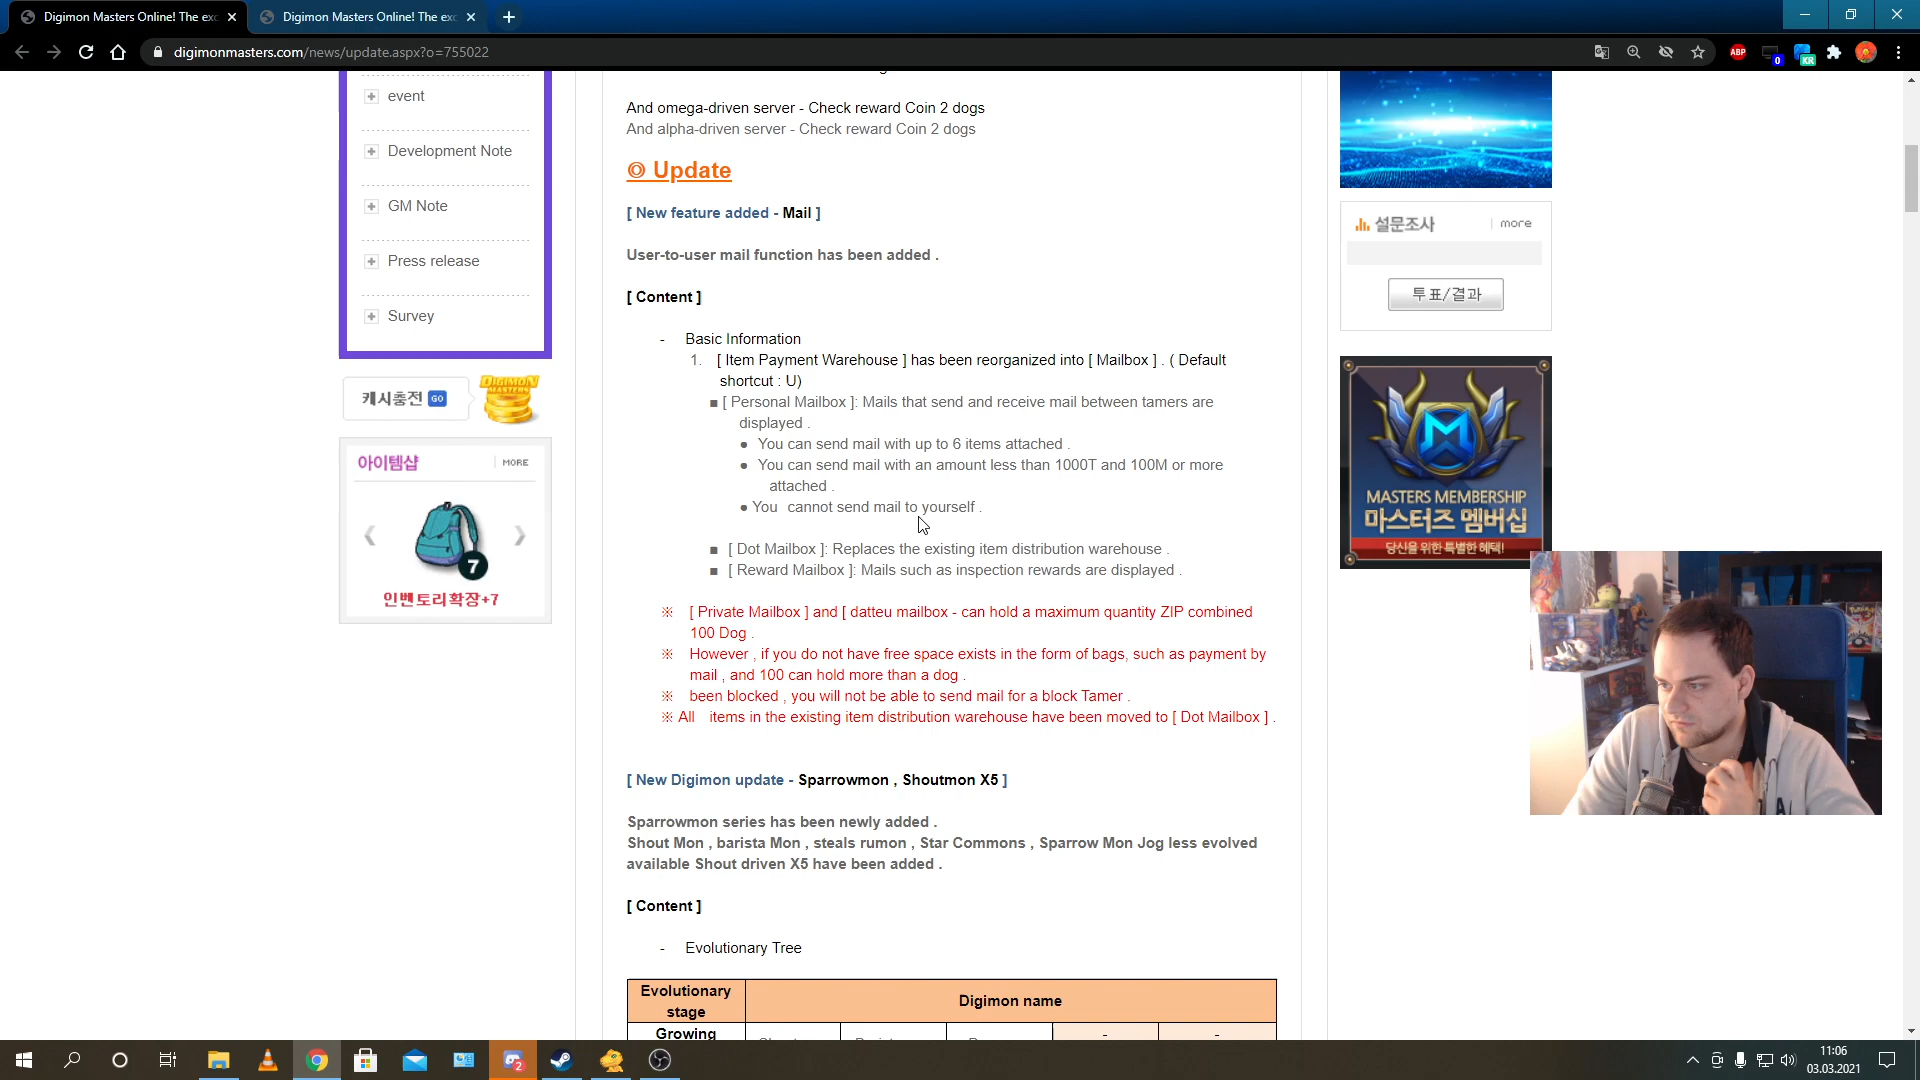 Digimon Masters Online! The exc
Digimon Masters Online! The exc
digimonmasters.com/news/update.aspx?o=755022
ABP
0
KR
event
Development Note
GM Note
Press release
Survey
캐시충전 GO
DIGIMON
MASTERS
아이템샵
MORE
7
인벤토리확장+7
And omega-driven server - Check reward Coin 2 dogs
And alpha-driven server - Check reward Coin 2 dogs
◎ Update
[ New feature added - Mail ]
User-to-user mail function has been added .
[ Content ]
- Basic Information
1. [ Item Payment Warehouse ] has been reorganized into [ Mailbox ] . ( Default
shortcut : U)
■ [ Personal Mailbox ]: Mails that send and receive mail between tamers are
displayed .
● You can send mail with up to 6 items attached .
● You can send mail with an amount less than 1000T and 100M or more
attached .
● You cannot send mail to yourself .
■ [ Dot Mailbox ]: Replaces the existing item distribution warehouse .
■ [ Reward Mailbox ]: Mails such as inspection rewards are displayed .
※ [ Private Mailbox ] and [ datteu mailbox - can hold a maximum quantity ZIP combined
100 Dog .
※ However , if you do not have free space exists in the form of bags, such as payment by
mail , and 100 can hold more than a dog .
※ been blocked , you will not be able to send mail for a block Tamer .
※ All items in the existing item distribution warehouse have been moved to [ Dot Mailbox ] .
[ New Digimon update - Sparrowmon , Shoutmon X5 ]
Sparrowmon series has been newly added .
Shout Mon , barista Mon , steals rumon , Star Commons , Sparrow Mon Jog less evolved
available Shout driven X5 have been added .
[ Content ]
- Evolutionary Tree
Evolutionary
stage
Digimon name
Growing
-
-
설문조사
more
투표/결과
MASTERS MEMBERSHIP
마스터즈 멤버십
당신을 위한 특별한 혜택!
2
11:06
03.03.2021